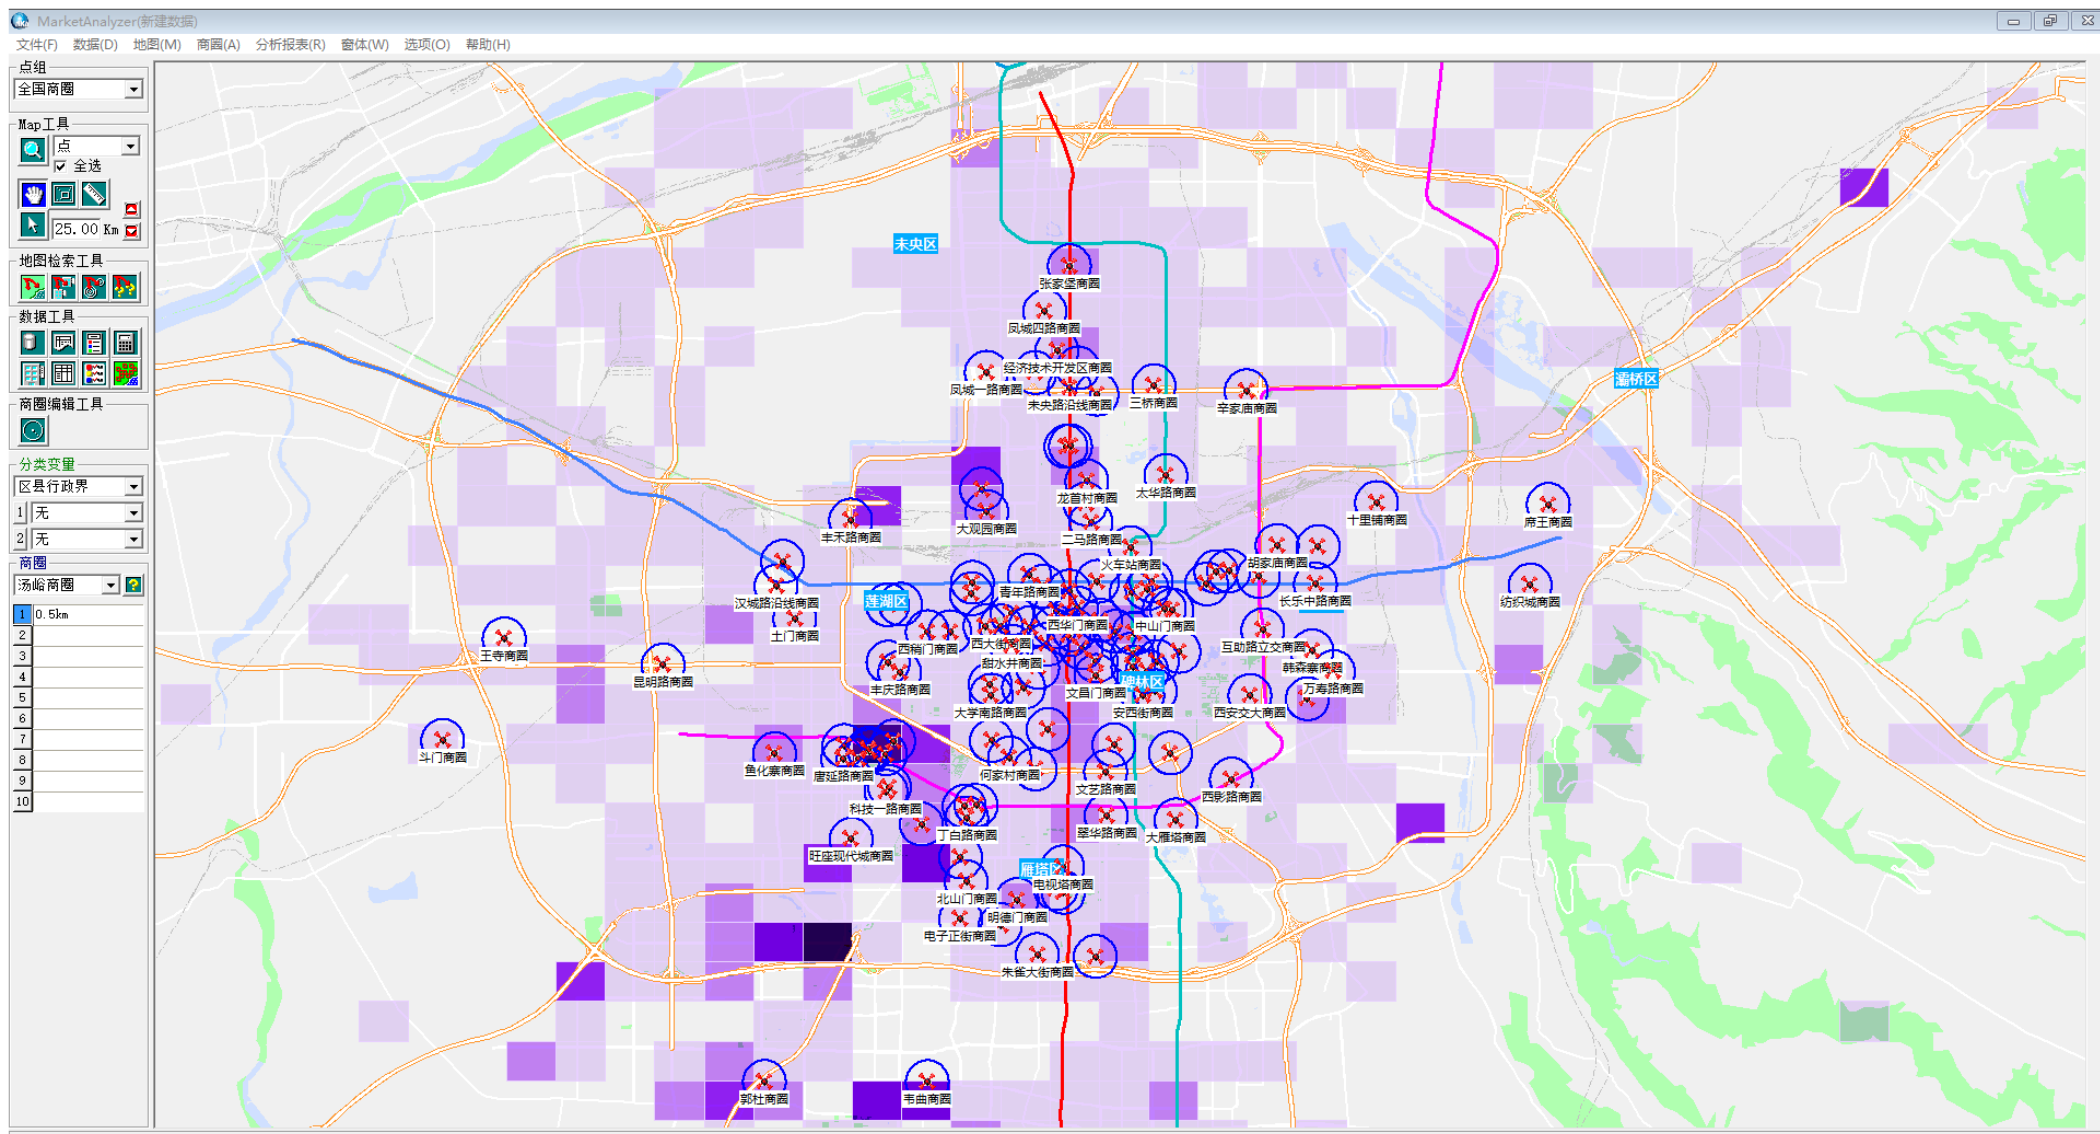 MarketAnalyzer(新建数据)
文件(F) 数据(D) 地图(M) 商圈(A) 分析报表(R) 窗体(W) 选项(O) 帮助(H)
点组
全国商圈
Map工具
点
全选
25.00 Km
地图检索工具
数据工具
商圈编辑工具
分类变量
区县行政界
1 无
2 无
商圈
汤峪商圈
1 0.5km
2
3
4
5
6
7
8
9
10
未央区
张家堡商圈
凤城四路商圈
经济技术开发区商圈
凤城一路商圈
未央路沿线商圈
三桥商圈
辛家庙商圈
灞桥区
龙首村商圈
太华路商圈
大观园商圈
丰禾路商圈
二马路商圈
十里铺商圈
席王商圈
火车站商圈
胡家庙商圈
青年路商圈
汉城路沿线商圈
莲湖区
长乐中路商圈
纺织城商圈
土门商圈
西华门商圈
中山门商圈
西稍门商圈
西大街商圈
互助路立交商圈
王寺商圈
甜水井商圈
韩森寨商圈
昆明路商圈
丰庆路商圈
文昌门商圈
碑林区
万寿路商圈
大学南路商圈
安西街商圈
西安交大商圈
斗门商圈
鱼化寨商圈
唐延路商圈
何家村商圈
文艺路商圈
西影路商圈
科技一路商圈
丁白路商圈
翠华路商圈
大雁塔商圈
旺座现代城商圈
雁塔区
电视塔商圈
北山门商圈
明德门商圈
电子正街商圈
朱雀大街商圈
郭杜商圈
韦曲商圈